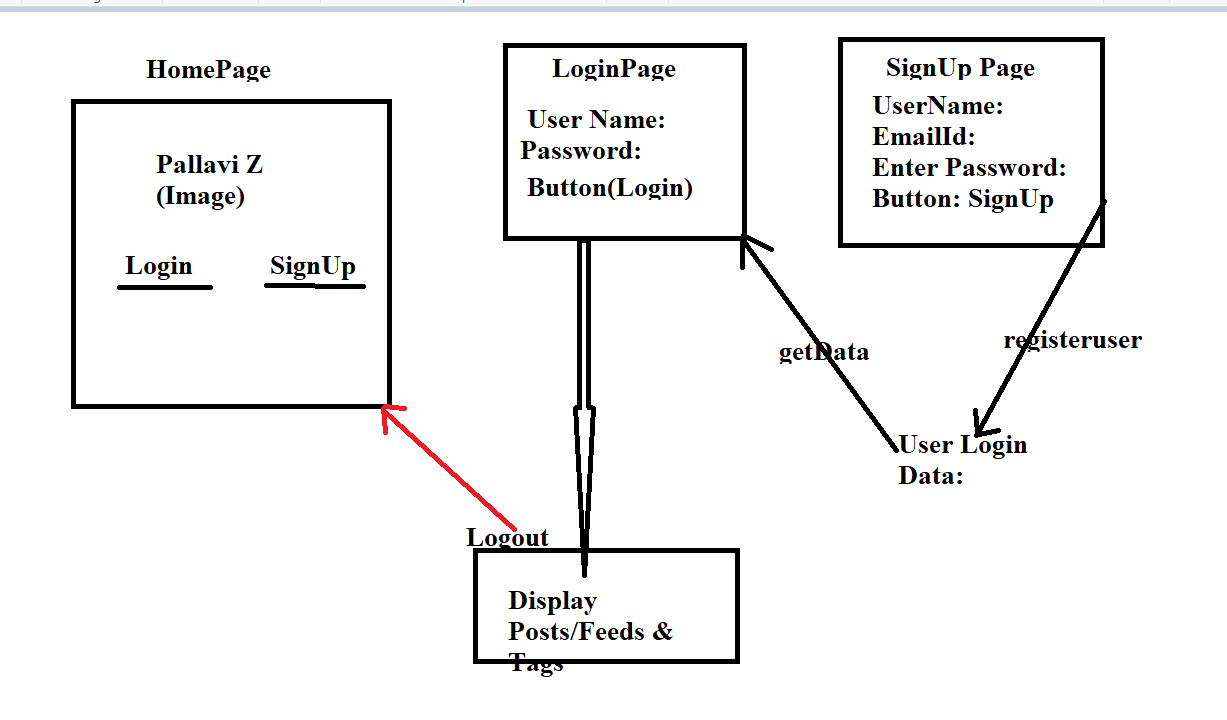 HomePage
Pallavi Z
(Image)
Login
SignUp
LoginPage
User Name:
Password:
Button(Login)
SignUp Page
UserName:
EmailId:
Enter Password:
Button: SignUp
getData
registeruser
User Login
Data:
Logout
Display
Posts/Feeds &
Tags